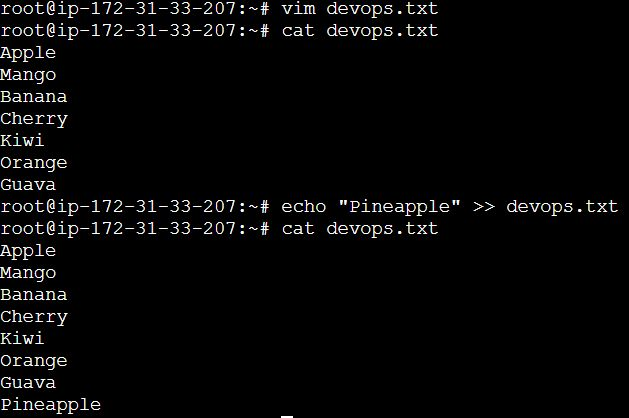 root@ip-172-31-33-207:~# vim devops.txt
root@ip-172-31-33-207:~# cat devops.txt
Apple
Mango
Banana
Cherry
Kiwi
Orange
Guava
root@ip-172-31-33-207:~# echo "Pineapple" >> devops.txt
root@ip-172-31-33-207:~# cat devops.txt
Apple
Mango
Banana
Cherry
Kiwi
Orange
Guava
Pineapple